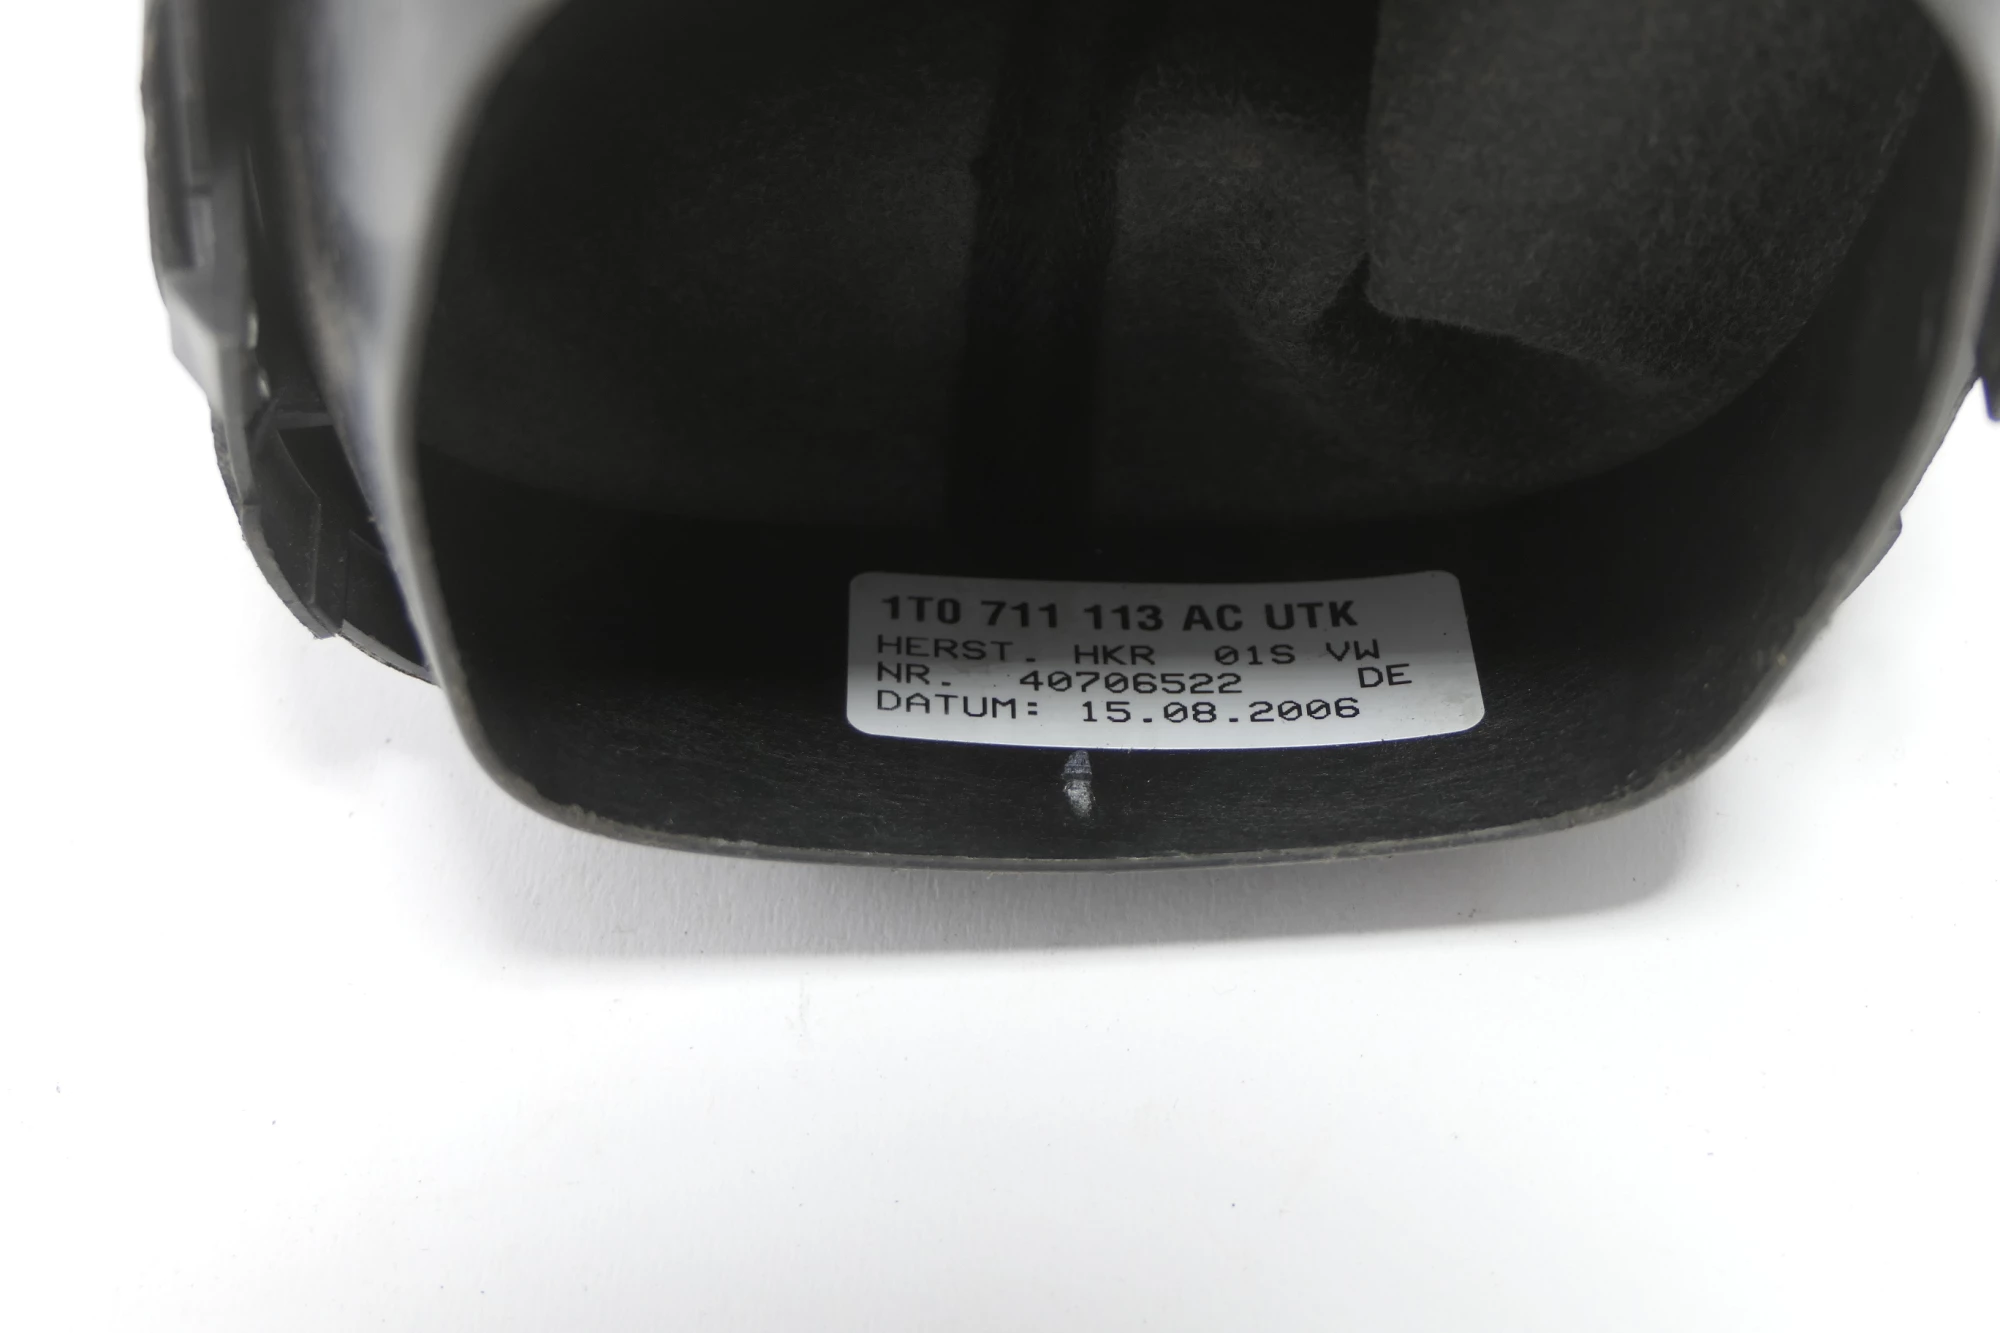 1T0 711 113 AC UTK
HERST. HKR 01S VW
NR. 40706522 DE
DATUM: 15.08.2006